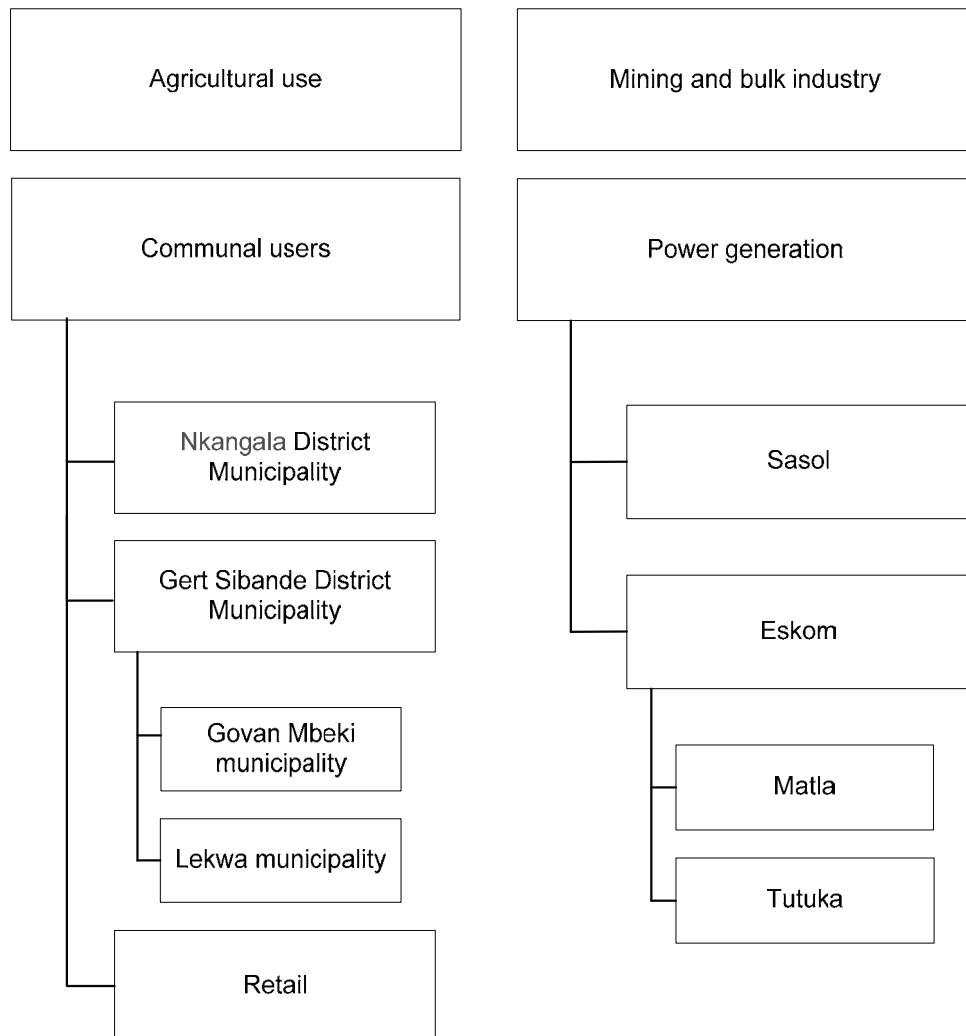 Agricultural use
Mining and bulk industry
Communal users
Power generation
Nkangala District
Municipality
Sasol
Gert Sibande District
Municipality
Eskom
Govan Mbeki
municipality
Matla
Lekwa municipality
Tutuka
Retail